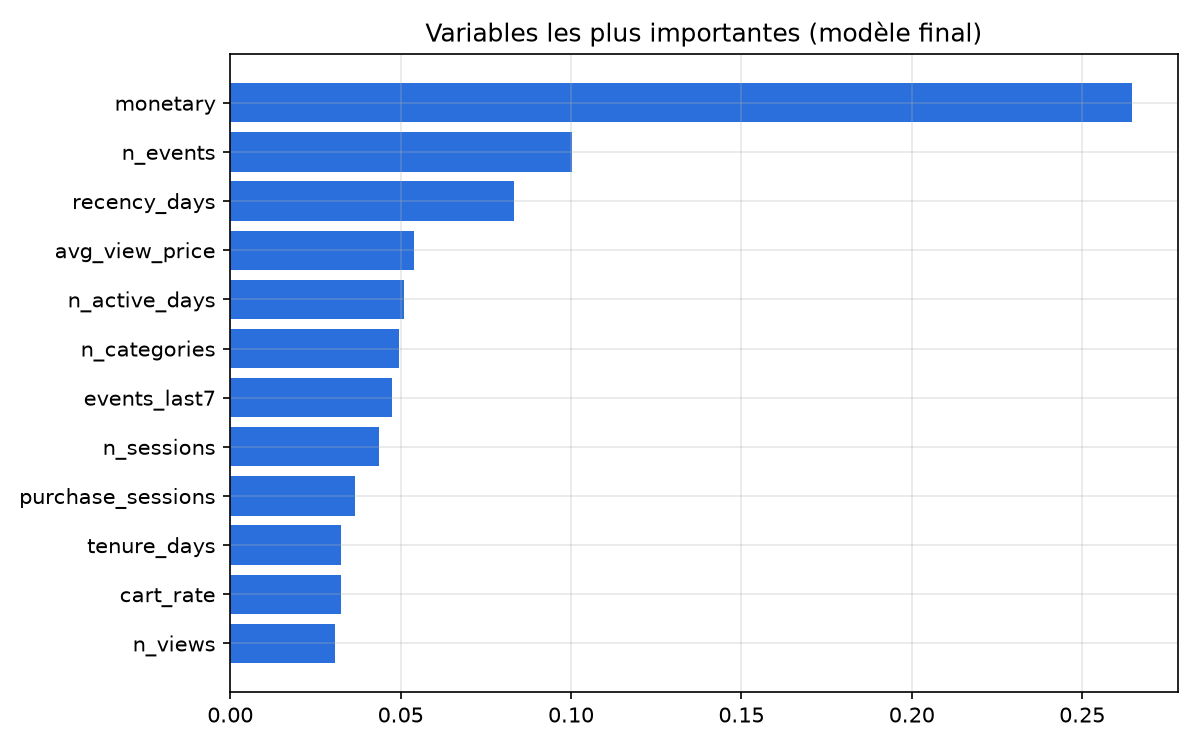 Variables les plus importantes (modèle final)
monetary
n_events
recency_days
avg_view_price
n_active_days
n_categories
events_last7
n_sessions
purchase_sessions
tenure_days
cart_rate
n_views
0.00 0.05 0.10 0.15 0.20 0.25